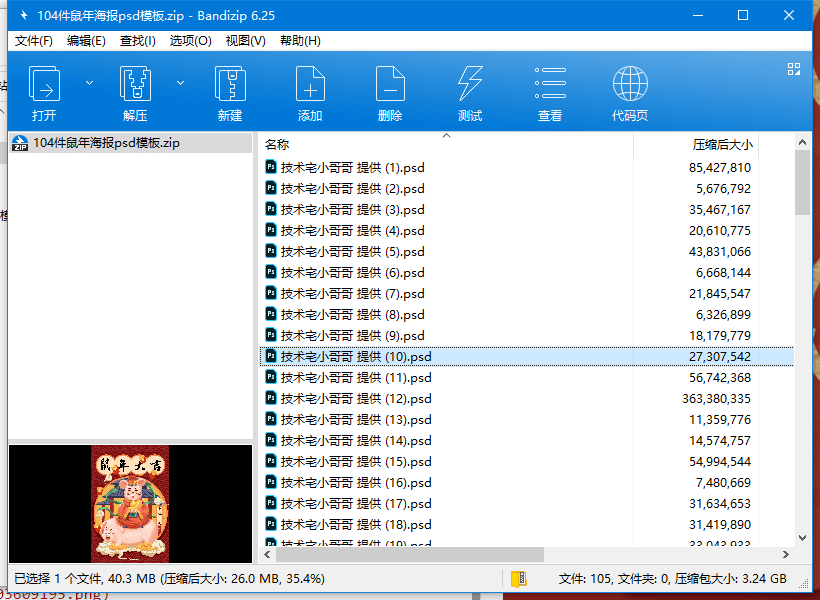 104件鼠年海报psd模板.zip - Bandizip 6.25
文件(F) 编辑(E) 查找(I) 选项(O) 视图(V) 帮助(H)
打开 解压 新建 添加 删除 测试 查看 代码页
104件鼠年海报psd模板.zip
名称 压缩后大小
技术宅小哥哥 提供 (1).psd 85,427,810
技术宅小哥哥 提供 (2).psd 5,676,792
技术宅小哥哥 提供 (3).psd 35,467,167
技术宅小哥哥 提供 (4).psd 20,610,775
技术宅小哥哥 提供 (5).psd 43,831,066
技术宅小哥哥 提供 (6).psd 6,668,144
技术宅小哥哥 提供 (7).psd 21,845,547
技术宅小哥哥 提供 (8).psd 6,326,899
技术宅小哥哥 提供 (9).psd 18,179,779
技术宅小哥哥 提供 (10).psd 27,307,542
技术宅小哥哥 提供 (11).psd 56,742,368
技术宅小哥哥 提供 (12).psd 363,380,335
技术宅小哥哥 提供 (13).psd 11,359,776
技术宅小哥哥 提供 (14).psd 14,574,757
技术宅小哥哥 提供 (15).psd 54,994,544
技术宅小哥哥 提供 (16).psd 7,480,669
技术宅小哥哥 提供 (17).psd 31,634,653
技术宅小哥哥 提供 (18).psd 31,419,890
技术宅小哥哥 提供 (19).psd 33,043,933
鼠年大吉
已选择 1 个文件, 40.3 MB (压缩后大小: 26.0 MB, 35.4%) 文件: 105, 文件夹: 0, 压缩包大小: 3.24 GB